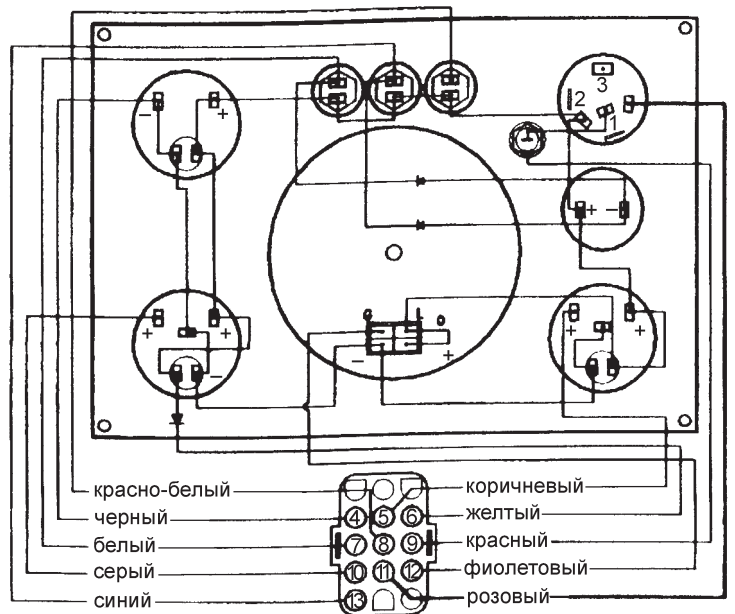 3
2
1
− +
+ −
G L
0
− +
+ + −
+ +
красно-белый
коричневый
черный
4 5 6
желтый
белый
7 8 9
красный
серый
10 11 12
фиолетовый
синий
13
розовый